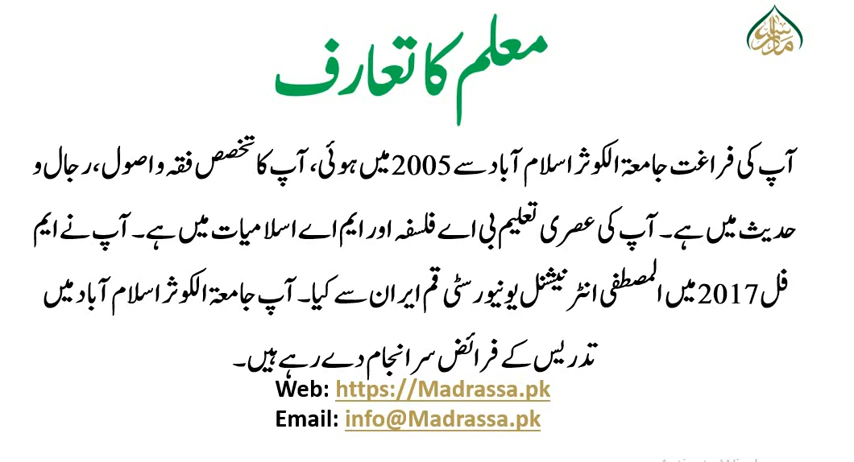 معلم کا تعارف
آپ کی فراغت جامعۃ الکوثر اسلام آباد سے 2005 میں ہوئی، آپ کا تخصص فقہ و اصول، رجال و
حدیث میں ہے۔ آپ کی عصری تعلیم بی اے فلسفہ اور ایم اے اسلامیات میں ہے۔ آپ نے ایم
فل 2017 میں المصطفی انٹرنیشنل یونیورسٹی قم ایران سے کیا۔ آپ جامعۃ الکوثر اسلام آباد میں
تدریس کے فرائض سرانجام دے رہے ہیں۔
Web: https://Madrassa.pk
Email: info@Madrassa.pk